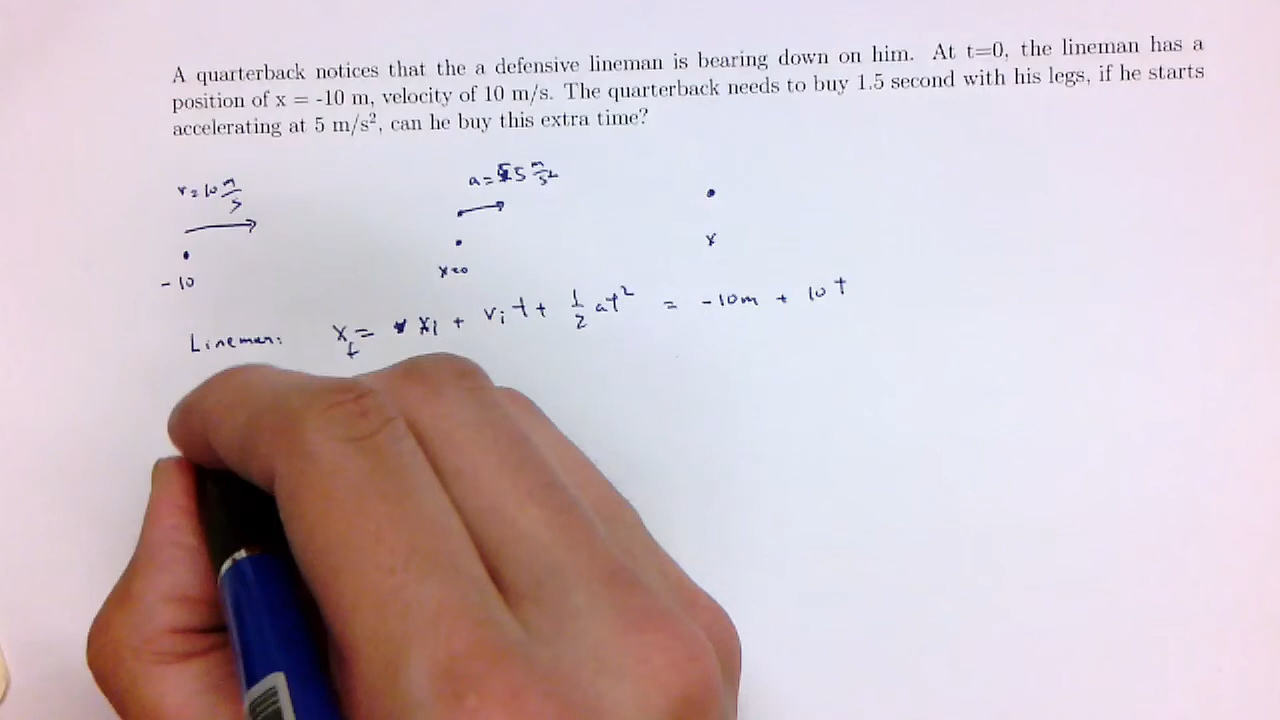 A quarterback notices that the a defensive lineman is bearing down on him. At t=0, the lineman has a
position of x = -10 m, velocity of 10 m/s. The quarterback needs to buy 1.5 second with his legs, if he starts
accelerating at 5 m/s², can he buy this extra time?
v=10 m/s
a= 5 m/s²
-10
x=0
x
Lineman: x_f = x_i + v_i t + 1/2 at² = -10m + 10t